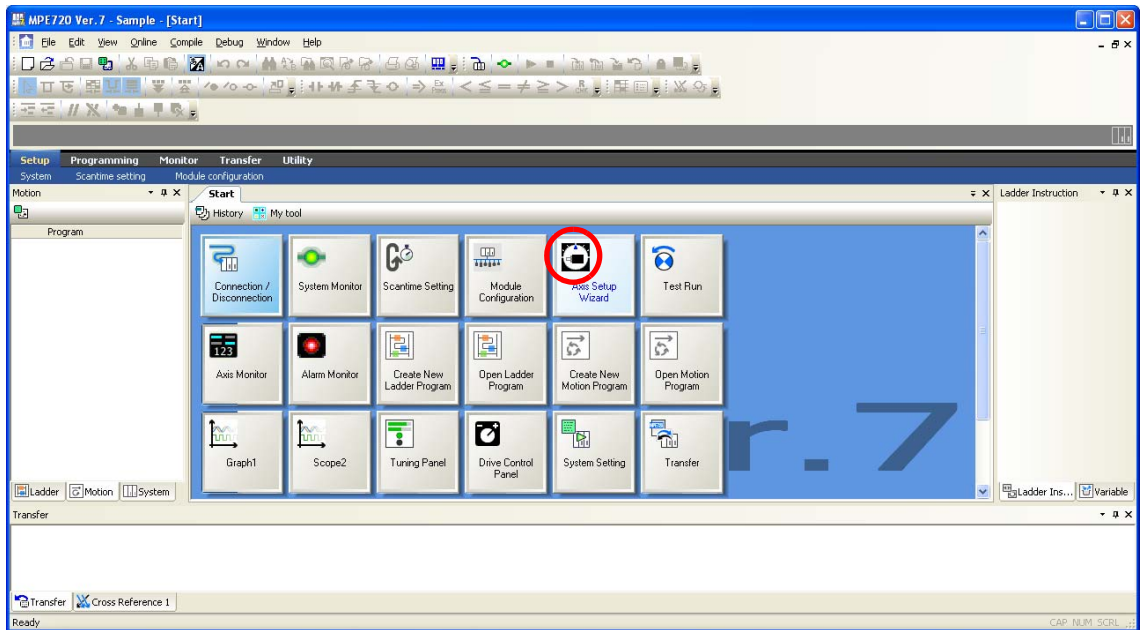 MPE720 Ver.7 - Sample - [Start]
File Edit View Online Compile Debug Window Help
Setup Programming Monitor Transfer Utility
System Scantime setting Module configuration
Motion
Start
Ladder Instruction
History My tool
Program
Connection /
Disconnection
System Monitor
Scantime Setting
Module
Configuration
Axis Setup
Wizard
Test Run
123
Axis Monitor
Alarm Monitor
Create New
Ladder Program
Open Ladder
Program
Create New
Motion Program
Open Motion
Program
Graph1
Scope2
Tuning Panel
Drive Control
Panel
System Setting
Transfer
r.7
Ladder Motion System
Ladder Ins... Variable
Transfer
Transfer Cross Reference 1
Ready
CAP NUM SCRL